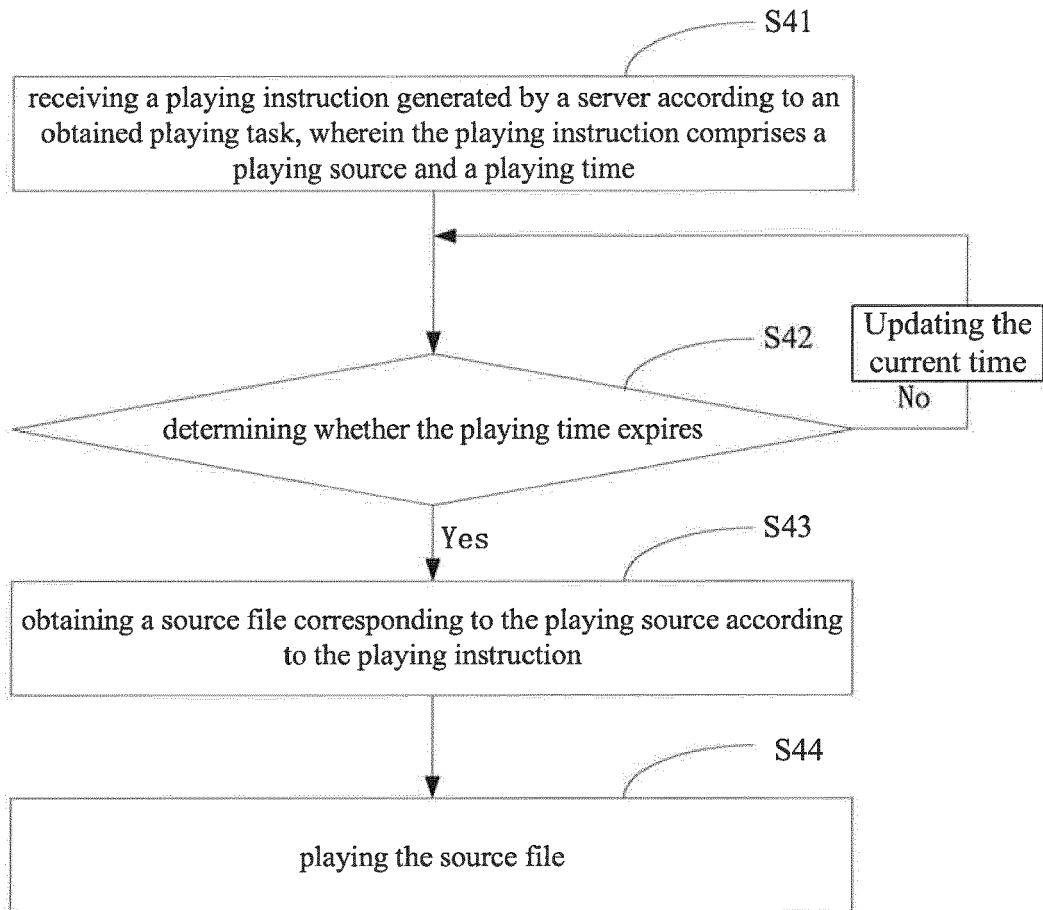 S41
receiving a playing instruction generated by a server according to an
obtained playing task, wherein the playing instruction comprises a
playing source and a playing time
S42
Updating the
current time
No
determining whether the playing time expires
Yes
S43
obtaining a source file corresponding to the playing source according
to the playing instruction
S44
playing the source file